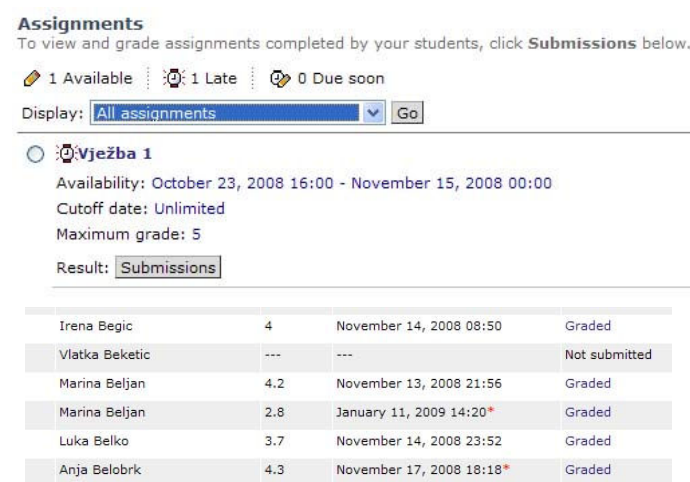 Assignments
To view and grade assignments completed by your students, click Submissions below.
1 Available 1 Late 0 Due soon
Display: All assignments Go
Vježba 1
Availability: October 23, 2008 16:00 - November 15, 2008 00:00
Cutoff date: Unlimited
Maximum grade: 5
Result: Submissions
Irena Begic 4 November 14, 2008 08:50 Graded
Vlatka Beketic --- --- Not submitted
Marina Beljan 4.2 November 13, 2008 21:56 Graded
Marina Beljan 2.8 January 11, 2009 14:20* Graded
Luka Belko 3.7 November 14, 2008 23:52 Graded
Anja Belobrk 4.3 November 17, 2008 18:18* Graded